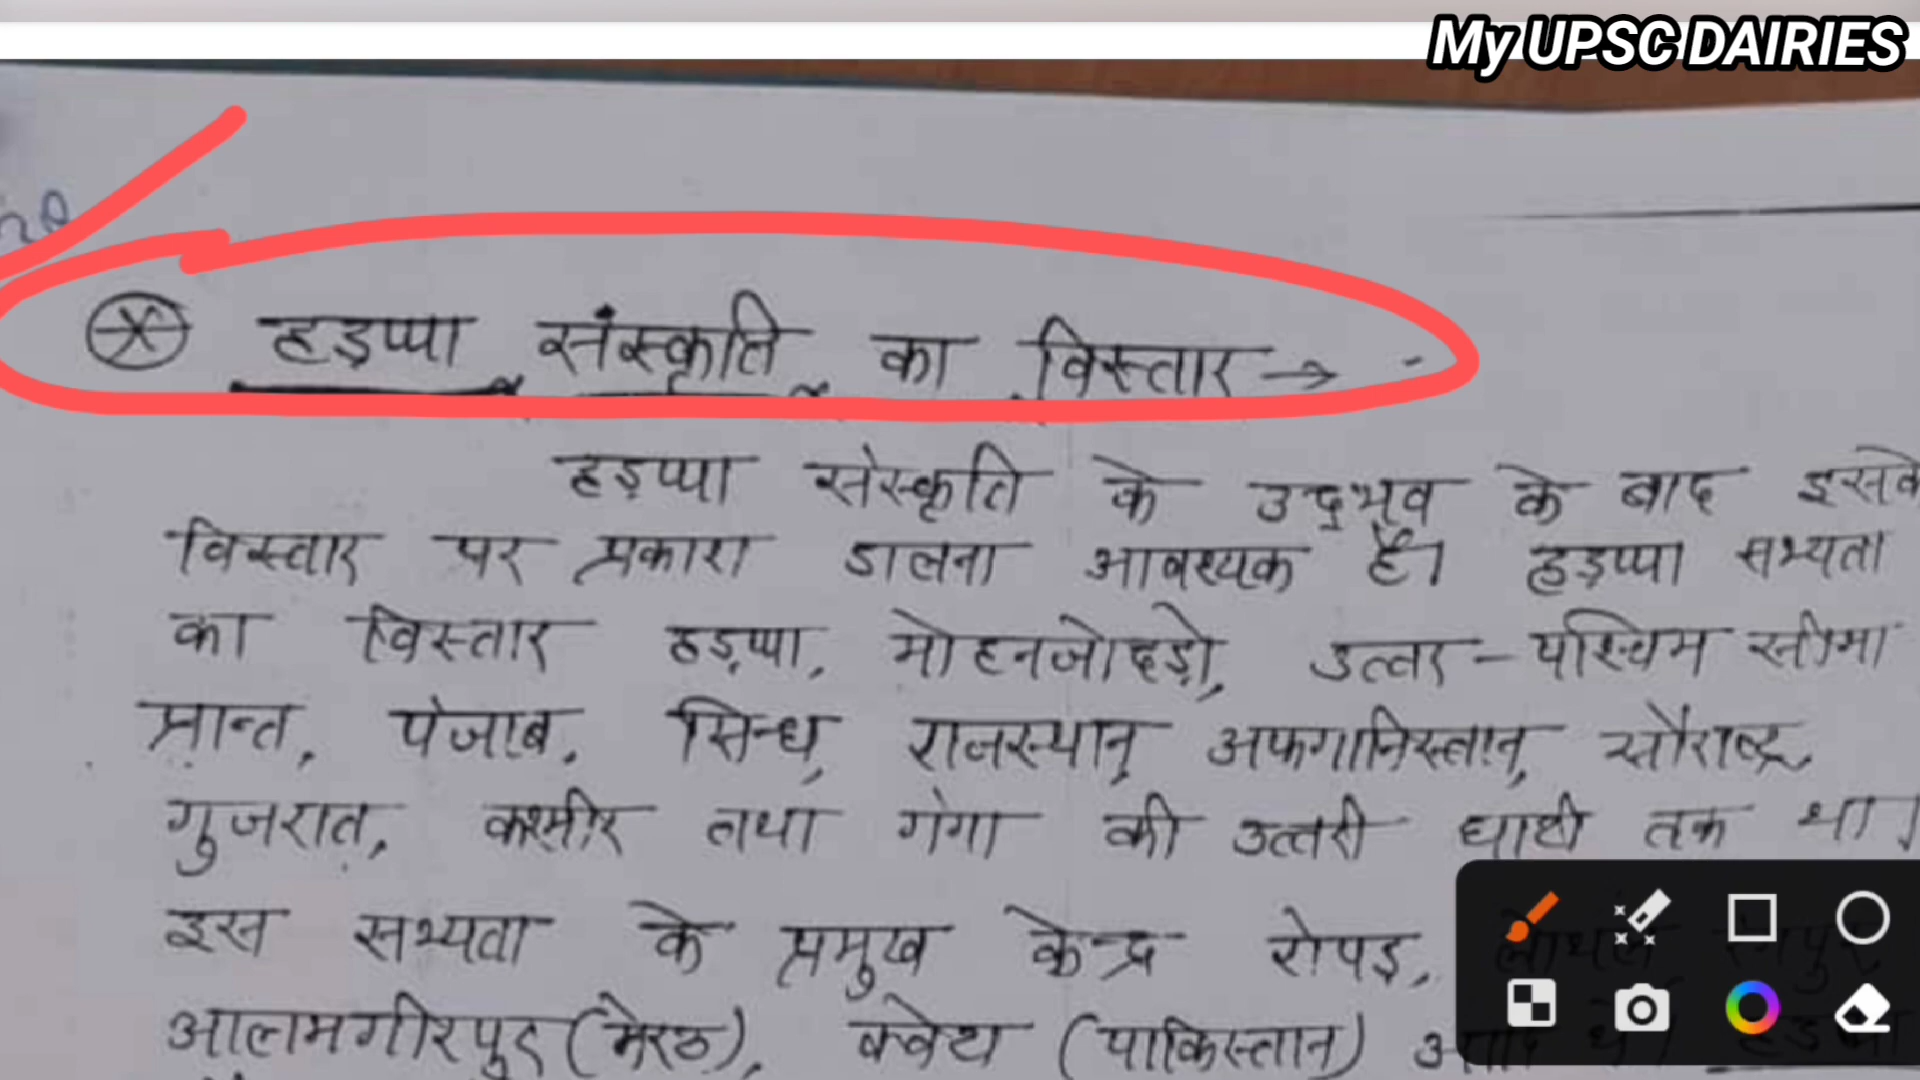 My UPSC DAIRIES
हड़प्पा संस्कृति का विस्तार →
हड़प्पा संस्कृति के उद्भव के बाद इसके
विस्तार पर प्रकाश डालना आवश्यक है। हड़प्पा सभ्यता
का विस्तार हड़प्पा, मोहनजोदड़ो, उत्तर-पश्चिम सीमा
प्रान्त, पंजाब, सिन्ध, राजस्थान, अफगानिस्तान, सौराष्ट्र,
गुजरात, कश्मीर तथा गंगा की उत्तरी घाटी तक था।
इस सभ्यता के प्रमुख केन्द्र रोपड़,
आलमगीरपुर (मेरठ), क्वेटा (पाकिस्तान)